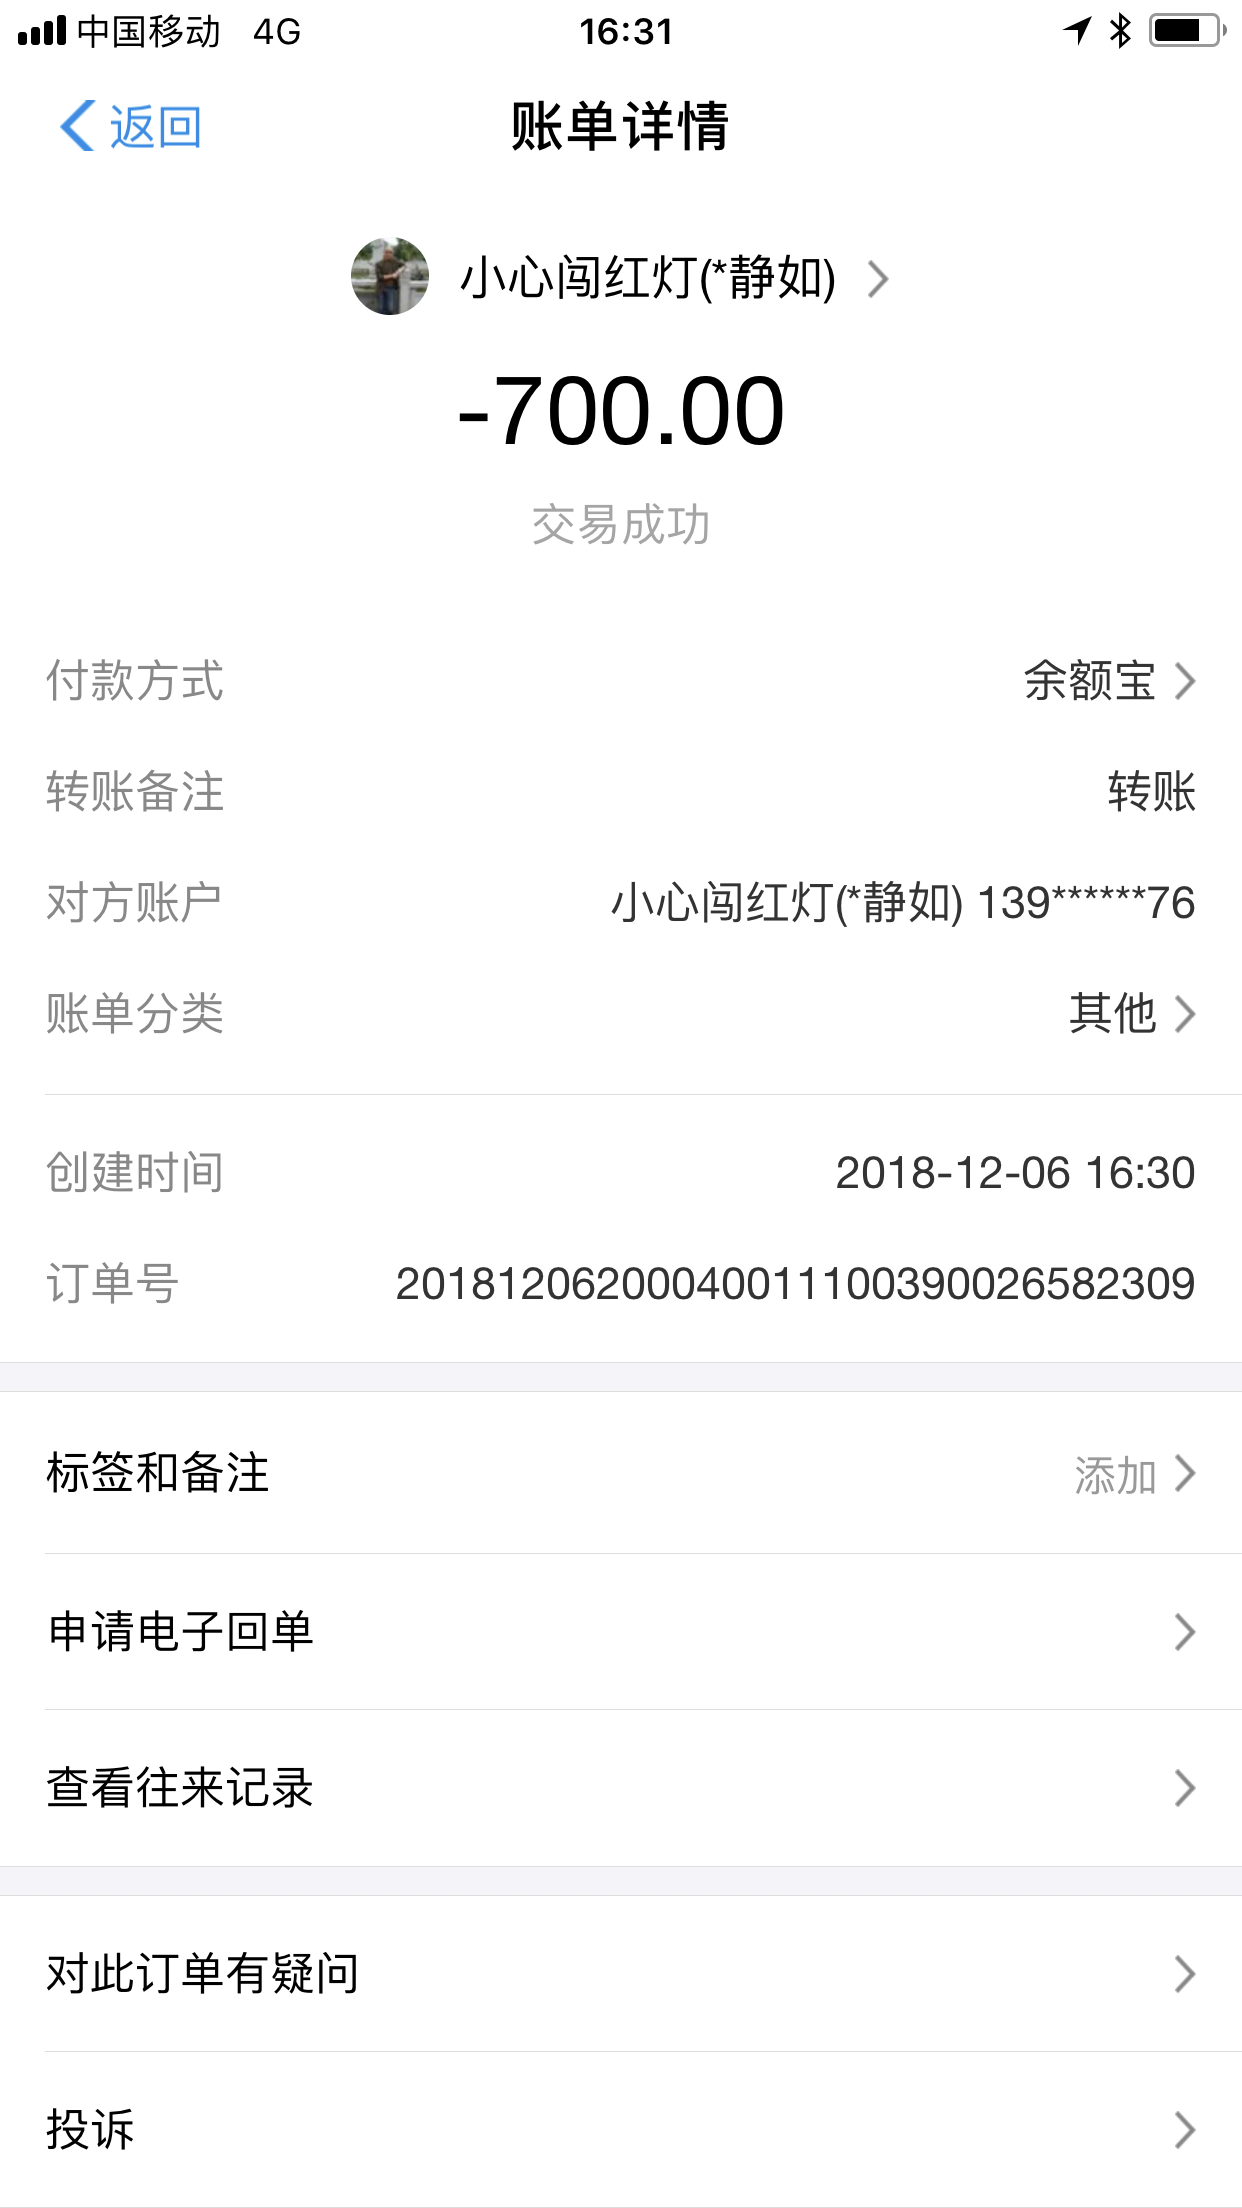 中国移动 4G 16:31
返回 账单详情
小心闯红灯(*静如)
-700.00
交易成功
付款方式 余额宝
转账备注 转账
对方账户 小心闯红灯(*静如) 139******76
账单分类 其他
创建时间 2018-12-06 16:30
订单号 20181206200040011100390026582309
标签和备注 添加
申请电子回单
查看往来记录
对此订单有疑问
投诉